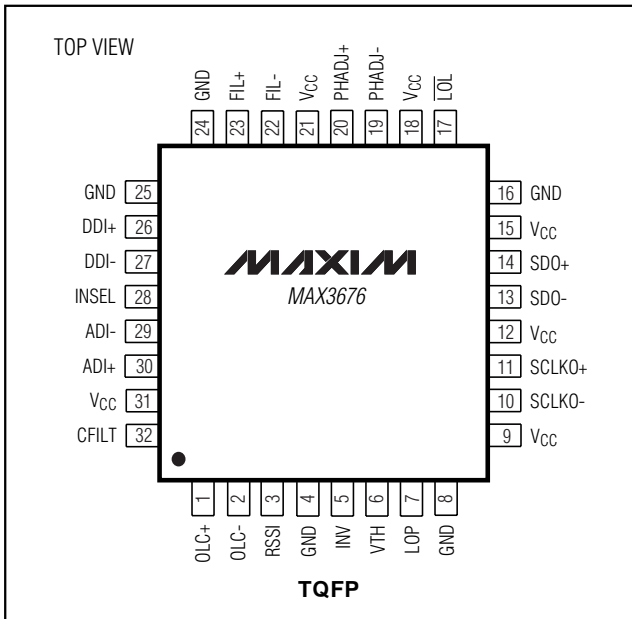 TOP VIEW
GND
FIL+
FIL-
VCC
PHADJ+
PHADJ-
VCC
L̅O̅L̅
24
23
22
21
20
19
18
17
GND 25
DDI+ 26
DDI- 27
INSEL 28
ADI- 29
ADI+ 30
VCC 31
CFILT 32
MAXIM
MAX3676
16 GND
15 VCC
14 SDO+
13 SDO-
12 VCC
11 SCLKO+
10 SCLKO-
9 VCC
1
2
3
4
5
6
7
8
OLC+
OLC-
RSSI
GND
INV
VTH
LOP
GND
TQFP